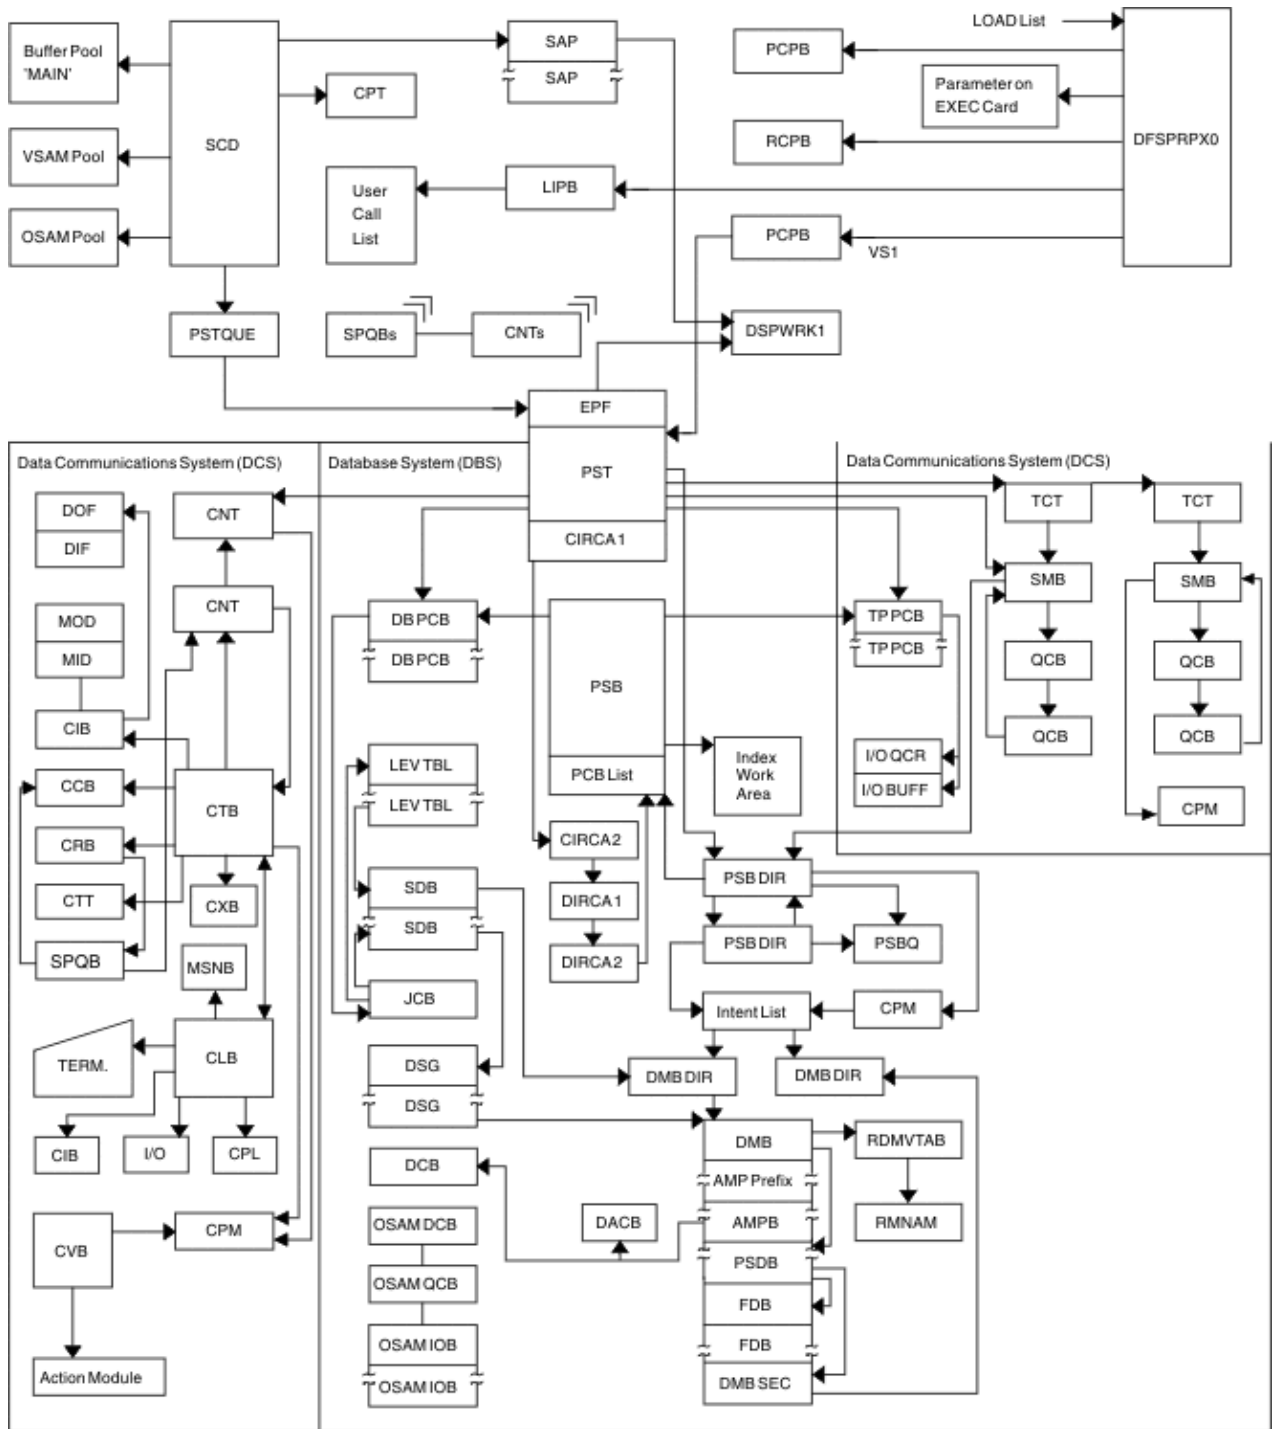 LOAD List
Buffer Pool
'MAIN'
SCD
SAP
SAP
CPT
PCPB
Parameter on
EXEC Card
DFSPRPX0
VSAM Pool
RCPB
User
Call
List
LIPB
OSAM Pool
PCPB
VS1
PSTQUE
SPQBs
CNTs
DSPWRK1
EPF
PST
CIRCA1
Data Communications System (DCS)
DOF
DIF
CNT
CNT
MOD
MID
CIB
CCB
CTB
CRB
CTT
CXB
SPQB
MSNB
TERM.
CLB
CIB
I/O
CPL
CVB
CPM
Action Module
Database System (DBS)
DB PCB
DB PCB
PSB
PCB List
LEV TBL
LEV TBL
Index
Work
Area
CIRCA2
DIRCA1
DIRCA2
SDB
SDB
JCB
PSB DIR
PSB DIR
PSBQ
Intent List
CPM
DSG
DSG
DMB DIR
DMB DIR
DCB
DMB
AMP Prefix
AMPB
PSDB
FDB
FDB
DMB SEC
RDMVTAB
RMNAM
DACB
OSAM DCB
OSAM QCB
OSAM IOB
OSAM IOB
Data Communications System (DCS)
TCT
TCT
SMB
SMB
TP PCB
TP PCB
QCB
QCB
QCB
QCB
I/O QCR
I/O BUFF
CPM